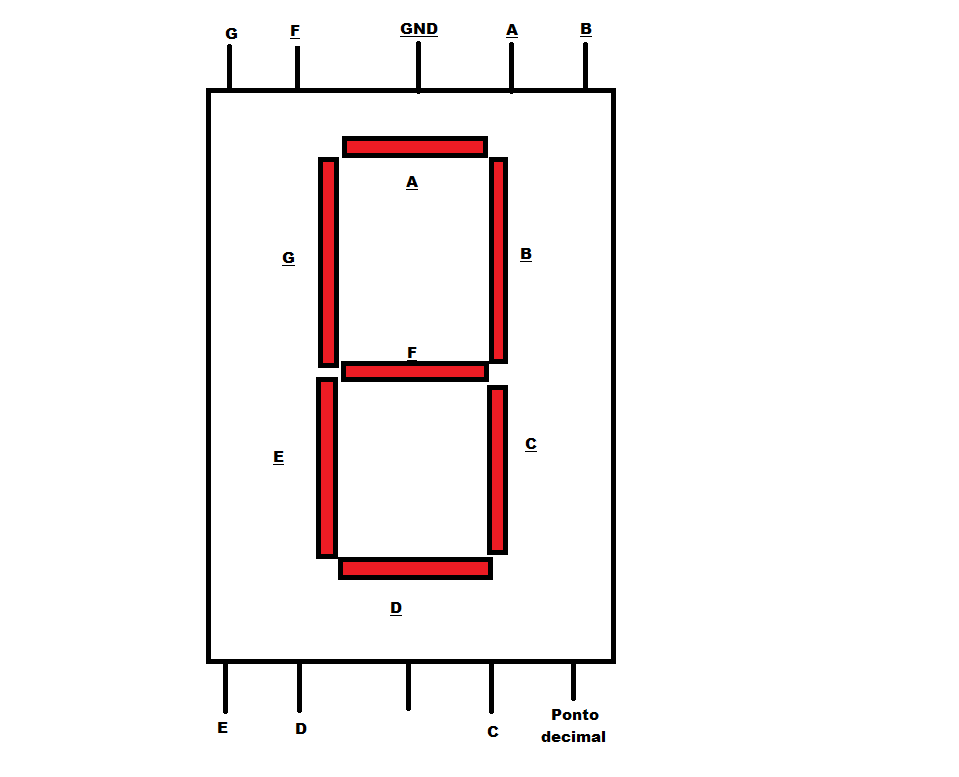 G F GND A B
A
G B
F
E C
D
E D C Ponto
decimal